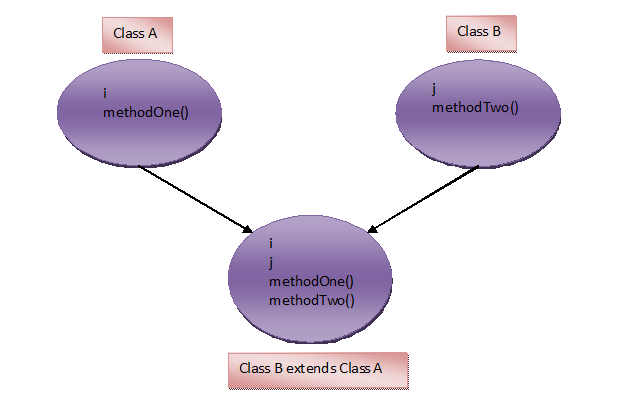 Class A
Class B
i
methodOne()
j
methodTwo()
i
j
methodOne()
methodTwo()
Class B extends Class A